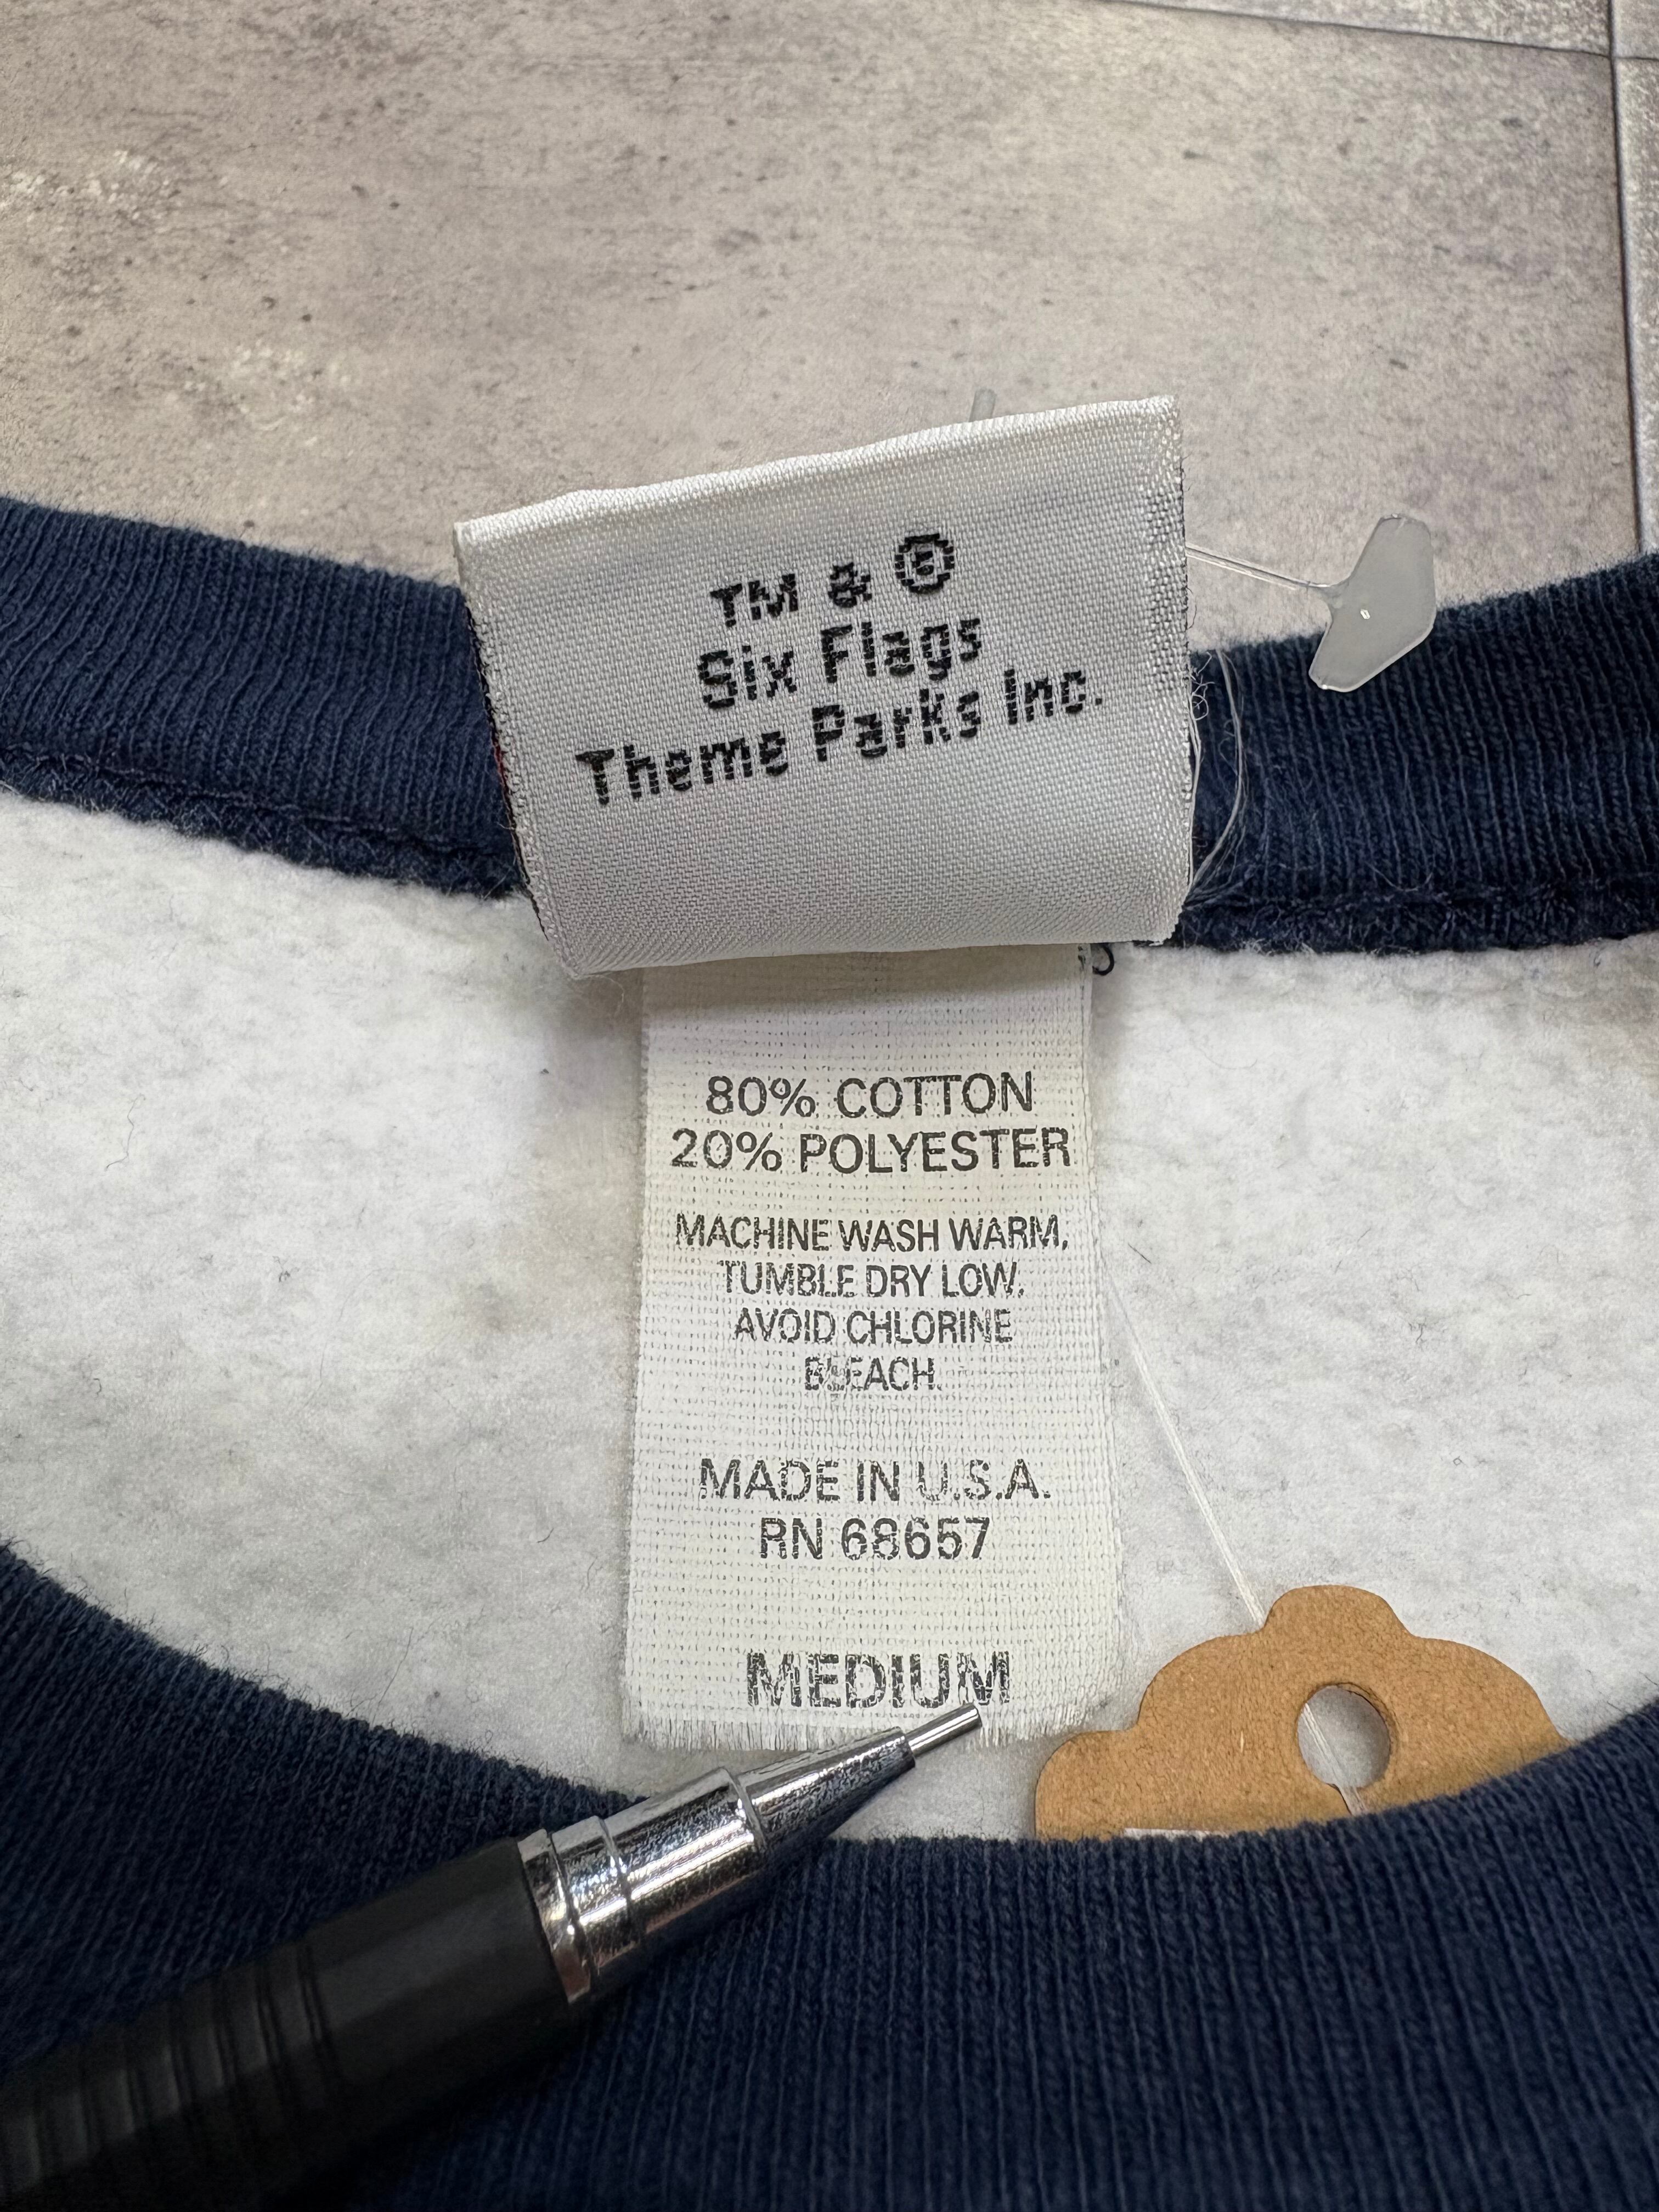 TM & ©
Six Flags
Theme Parks Inc.
80% COTTON
20% POLYESTER
MACHINE WASH WARM,
TUMBLE DRY LOW.
AVOID CHLORINE
BLEACH.
MADE IN U.S.A.
RN 68657
MEDIUM